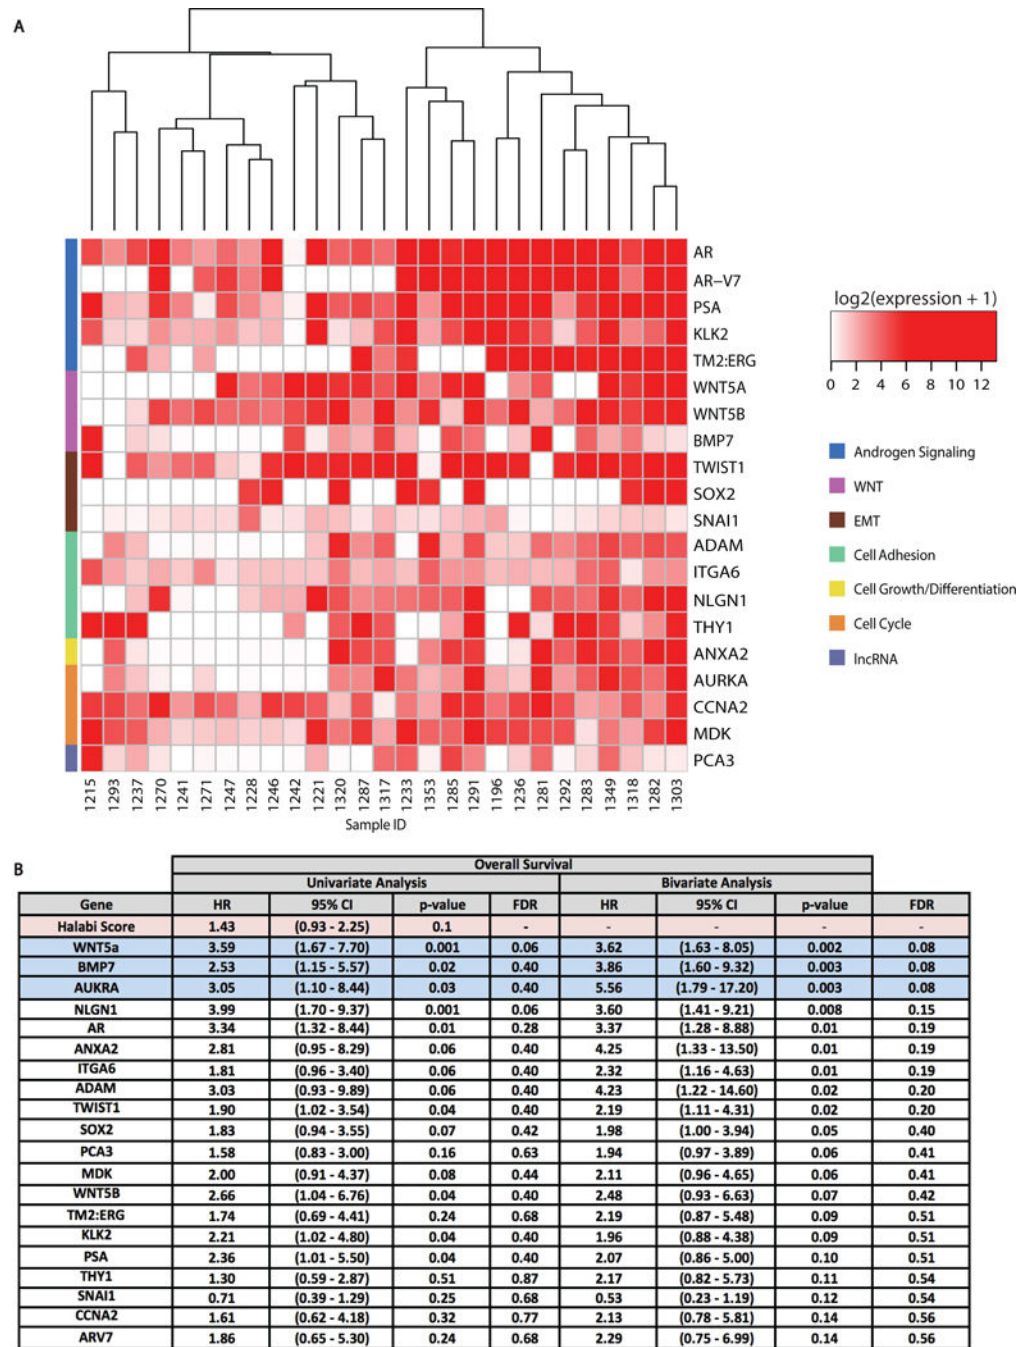 A
AR
AR-V7
PSA
KLK2
TM2:ERG
WNT5A
WNT5B
BMP7
TWIST1
SOX2
SNAI1
ADAM
ITGA6
NLGN1
THY1
ANXA2
AURKA
CCNA2
MDK
PCA3
log2(expression + 1)
0 2 4 6 8 10 12
Androgen Signaling
WNT
EMT
Cell Adhesion
Cell Growth/Differentiation
Cell Cycle
lncRNA
1215 1293 1237 1270 1241 1271 1247 1228 1246 1242 1221 1320 1287 1317 1233 1353 1285 1291 1196 1236 1281 1292 1283 1349 1318 1282 1303
Sample ID
B
Overall Survival
Univariate Analysis Bivariate Analysis
Gene HR 95% CI p-value FDR HR 95% CI p-value FDR
Halabi Score 1.43 (0.93 - 2.25) 0.1 - - - - -
WNT5a 3.59 (1.67 - 7.70) 0.001 0.06 3.62 (1.63 - 8.05) 0.002 0.08
BMP7 2.53 (1.15 - 5.57) 0.02 0.40 3.86 (1.60 - 9.32) 0.003 0.08
AUKRA 3.05 (1.10 - 8.44) 0.03 0.40 5.56 (1.79 - 17.20) 0.003 0.08
NLGN1 3.99 (1.70 - 9.37) 0.001 0.06 3.60 (1.41 - 9.21) 0.008 0.15
AR 3.34 (1.32 - 8.44) 0.01 0.28 3.37 (1.28 - 8.88) 0.01 0.19
ANXA2 2.81 (0.95 - 8.29) 0.06 0.40 4.25 (1.33 - 13.50) 0.01 0.19
ITGA6 1.81 (0.96 - 3.40) 0.06 0.40 2.32 (1.16 - 4.63) 0.01 0.19
ADAM 3.03 (0.93 - 9.89) 0.06 0.40 4.23 (1.22 - 14.60) 0.02 0.20
TWIST1 1.90 (1.02 - 3.54) 0.04 0.40 2.19 (1.11 - 4.31) 0.02 0.20
SOX2 1.83 (0.94 - 3.55) 0.07 0.42 1.98 (1.00 - 3.94) 0.05 0.40
PCA3 1.58 (0.83 - 3.00) 0.16 0.63 1.94 (0.97 - 3.89) 0.06 0.41
MDK 2.00 (0.91 - 4.37) 0.08 0.44 2.11 (0.96 - 4.65) 0.06 0.41
WNT5B 2.66 (1.04 - 6.76) 0.04 0.40 2.48 (0.93 - 6.63) 0.07 0.42
TM2:ERG 1.74 (0.69 - 4.41) 0.24 0.68 2.19 (0.87 - 5.48) 0.09 0.51
KLK2 2.21 (1.02 - 4.80) 0.04 0.40 1.96 (0.88 - 4.38) 0.09 0.51
PSA 2.36 (1.01 - 5.50) 0.04 0.40 2.07 (0.86 - 5.00) 0.10 0.51
THY1 1.30 (0.59 - 2.87) 0.51 0.87 2.17 (0.82 - 5.73) 0.11 0.54
SNAI1 0.71 (0.39 - 1.29) 0.25 0.68 0.53 (0.23 - 1.19) 0.12 0.54
CCNA2 1.61 (0.62 - 4.18) 0.32 0.77 2.13 (0.78 - 5.81) 0.14 0.56
ARV7 1.86 (0.65 - 5.30) 0.24 0.68 2.29 (0.75 - 6.99) 0.14 0.56